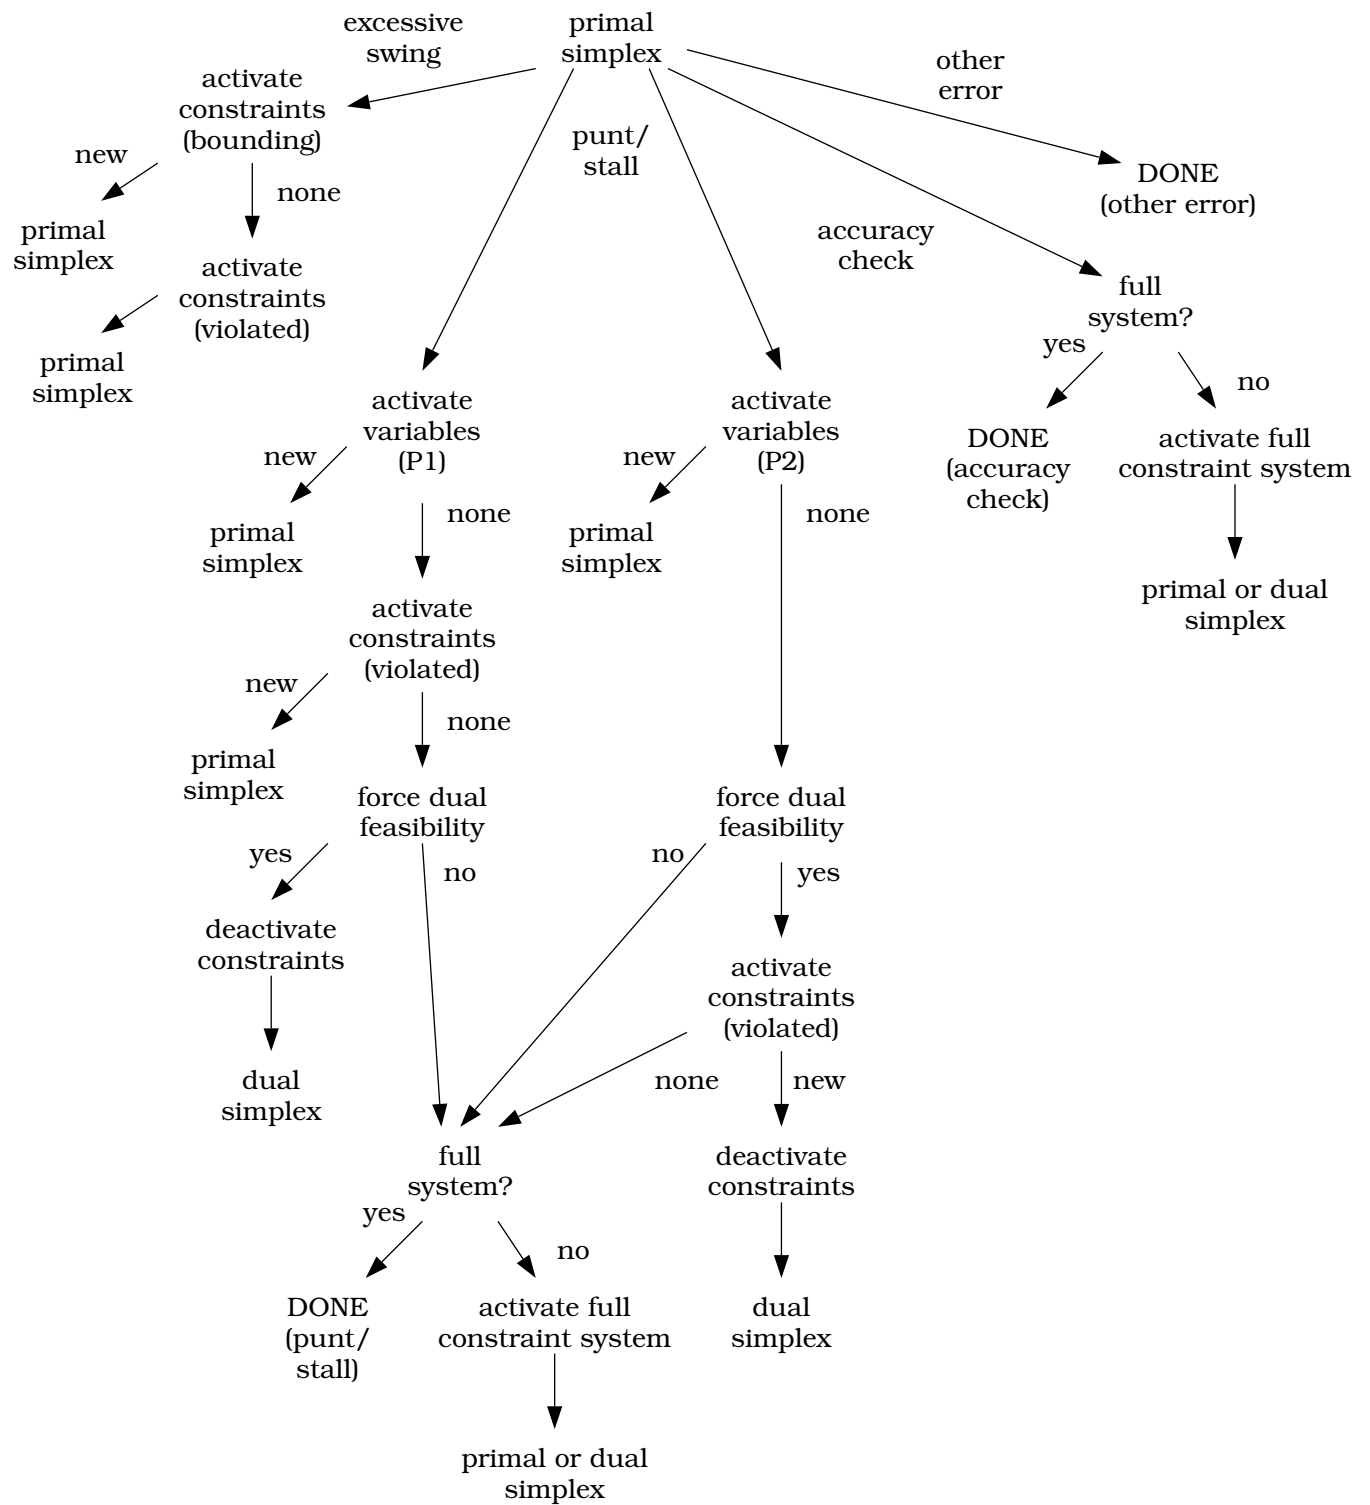 excessive
swing
primal
simplex
other
error
activate
constraints
(bounding)
punt/
stall
new
none
DONE
(other error)
primal
simplex
accuracy
check
activate
constraints
(violated)
full
system?
primal
simplex
yes
no
activate
variables
(P1)
activate
variables
(P2)
DONE
(accuracy
check)
activate full
constraint system
new
none
new
none
primal
simplex
primal
simplex
primal or dual
simplex
activate
constraints
(violated)
new
none
primal
simplex
force dual
feasibility
force dual
feasibility
yes
no
no
yes
deactivate
constraints
activate
constraints
(violated)
dual
simplex
none
new
full
system?
deactivate
constraints
yes
no
DONE
(punt/
stall)
activate full
constraint system
dual
simplex
primal or dual
simplex